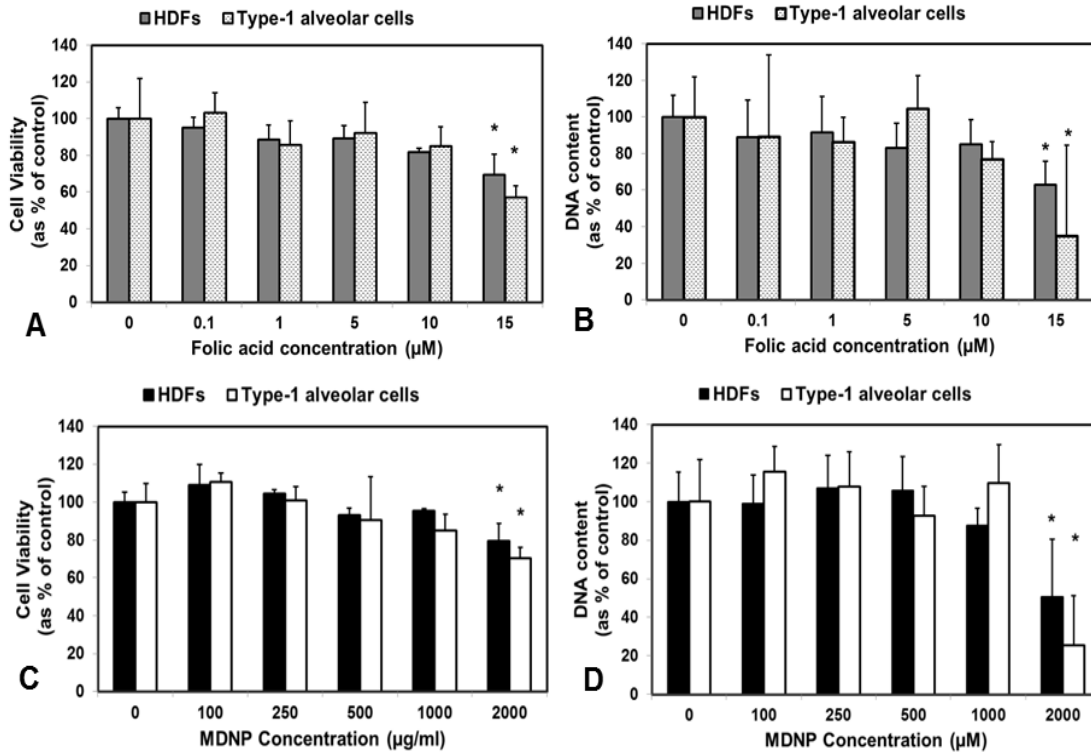 HDFs Type-1 alveolar cells
140
120
100
80
60
40
20
0
Cell Viability
(as % of control)
*
*
0 0.1 1 5 10 15
Folic acid concentration (µM)
A
HDFs Type-1 alveolar cells
140
120
100
80
60
40
20
0
DNA content
(as % of control)
*
*
0 0.1 1 5 10 15
Folic acid concentration (µM)
B
HDFs Type-1 alveolar cells
140
120
100
80
60
40
20
0
Cell Viability
(as % of control)
*
*
0 100 250 500 1000 2000
MDNP Concentration (µg/ml)
C
HDFs Type-1 alveolar cells
140
120
100
80
60
40
20
0
DNA content
(as % of control)
*
*
0 100 250 500 1000 2000
MDNP Concentration (µM)
D